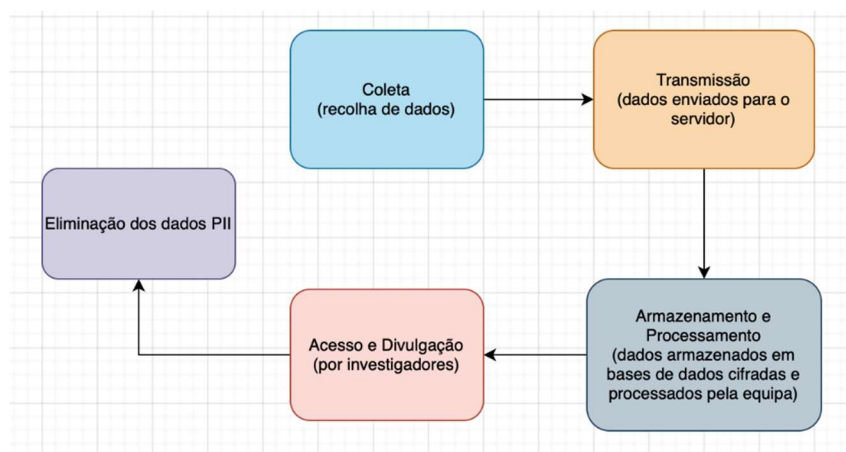 Coleta
(recolha de dados)
Transmissão
(dados enviados para o
servidor)
Eliminação dos dados PII
Acesso e Divulgação
(por investigadores)
Armazenamento e
Processamento
(dados armazenados em
bases de dados cifradas e
processados pela equipa)